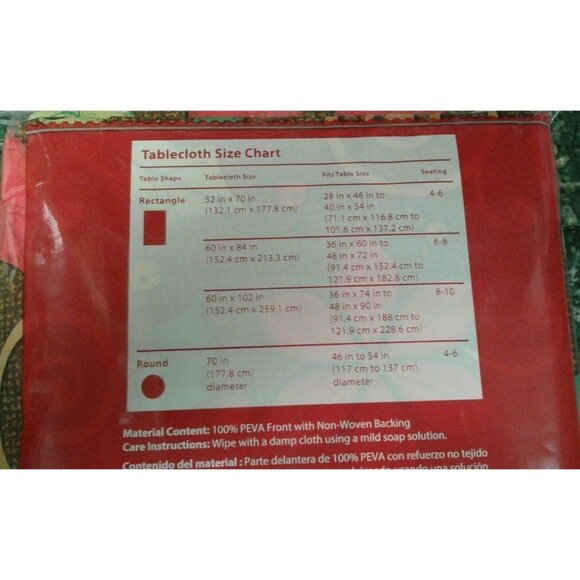 Tablecloth Size Chart
Table Shape Tablecloth Size Fits Table Size Seating
Rectangle 52 in x 70 in 28 in x 46 in to 4-6
(132.1 cm x 177.8 cm) 40 in x 54 in
(71.1 cm x 116.8 cm to
101.6 cm x 137.2 cm)
60 in x 84 in 36 in x 60 in to 6-8
(152.4 cm x 213.3 cm) 48 in x 72 in
(91.4 cm x 152.4 cm to
121.9 cm x 182.8 cm)
60 in x 102 in 36 in x 74 in to 8-10
(152.4 cm x 259.1 cm) 48 in x 90 in
(91.4 cm x 188 cm to
121.9 cm x 228.6 cm)
Round 70 in 46 in to 54 in 4-6
(177.8 cm) (117 cm to 137 cm)
diameter diameter
Material Content: 100% PEVA Front with Non-Woven Backing
Care Instructions: Wipe with a damp cloth using a mild soap solution.
Contenido del material : Parte delantera de 100% PEVA con refuerzo no tejido
usando una solución